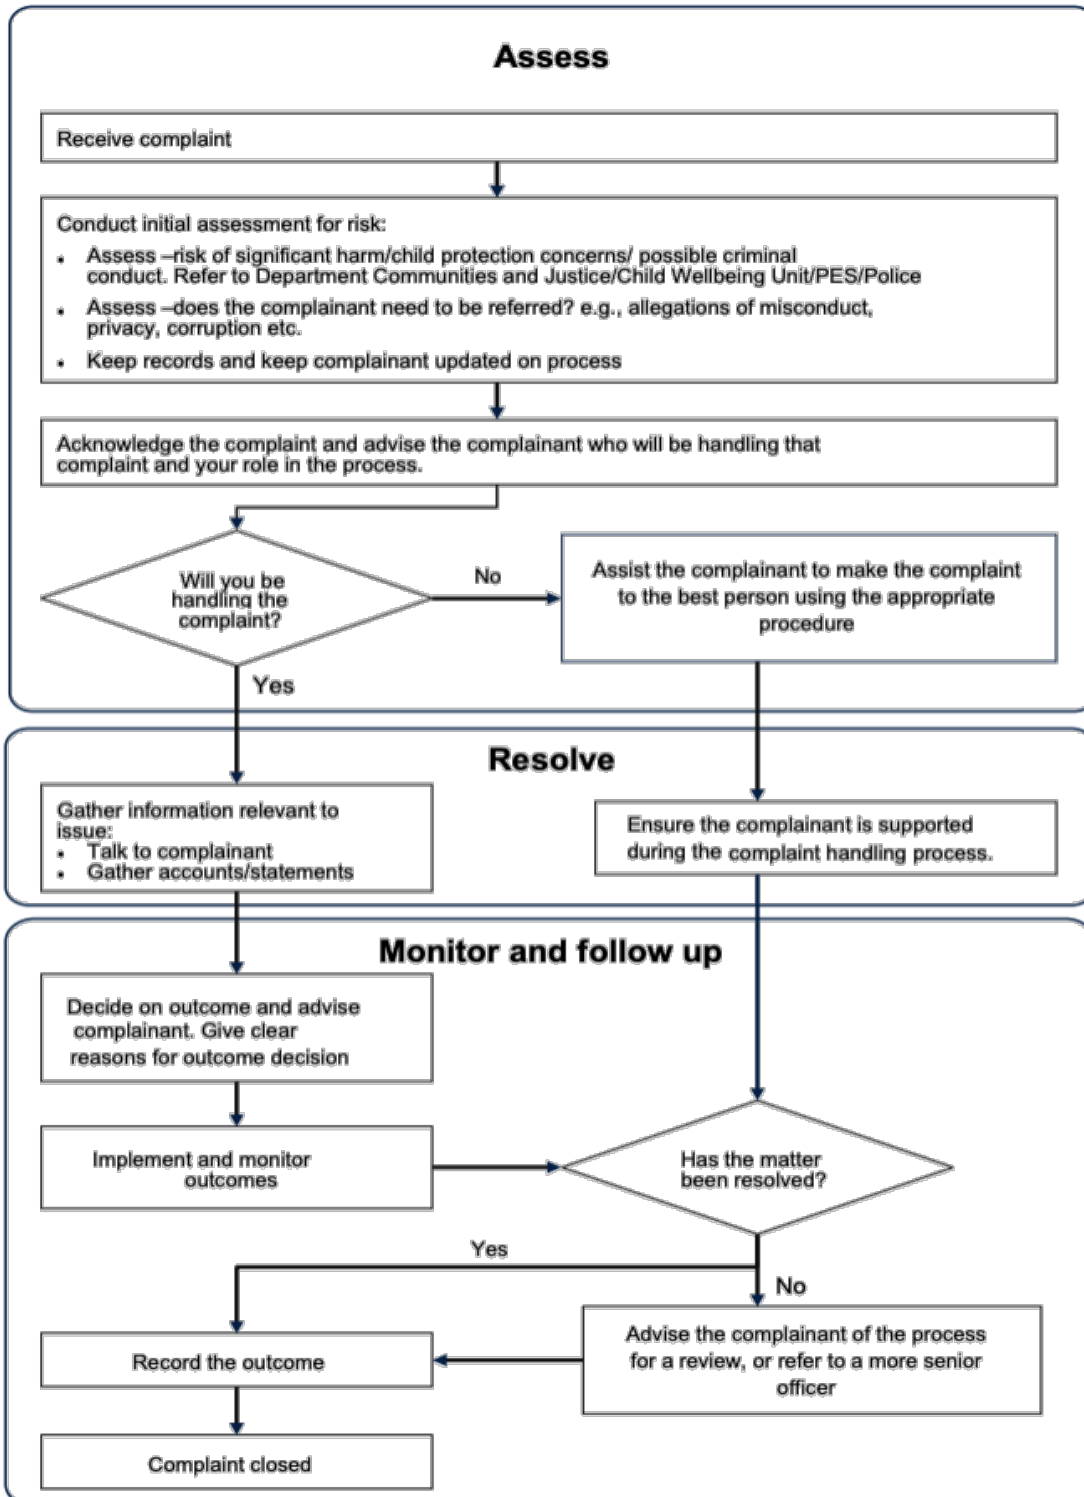 Assess
Receive complaint
Conduct initial assessment for risk:
• Assess –risk of significant harm/child protection concerns/ possible criminal
conduct. Refer to Department Communities and Justice/Child Wellbeing Unit/PES/Police
• Assess –does the complainant need to be referred? e.g., allegations of misconduct,
privacy, corruption etc.
• Keep records and keep complainant updated on process
Acknowledge the complaint and advise the complainant who will be handling that
complaint and your role in the process.
Will you be
handling the
complaint?
No
Assist the complainant to make the complaint
to the best person using the appropriate
procedure
Yes
Resolve
Gather information relevant to
issue:
• Talk to complainant
• Gather accounts/statements
Ensure the complainant is supported
during the complaint handling process.
Monitor and follow up
Decide on outcome and advise
complainant. Give clear
reasons for outcome decision
Implement and monitor
outcomes
Has the matter
been resolved?
Yes
No
Advise the complainant of the process
for a review, or refer to a more senior
officer
Record the outcome
Complaint closed